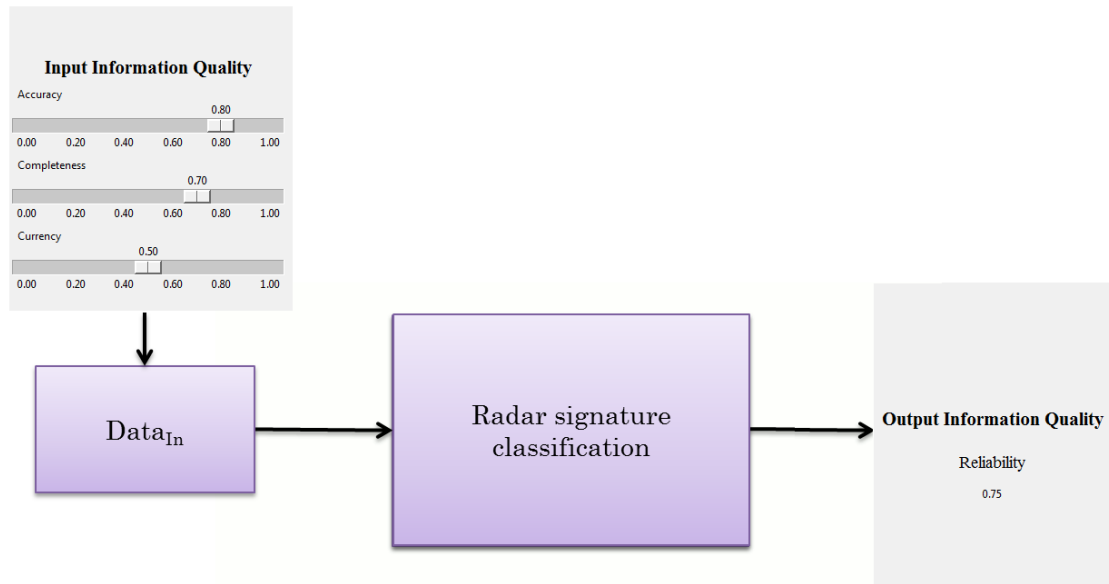 Input Information Quality
Accuracy
0.80
0.00 0.20 0.40 0.60 0.80 1.00
Completeness
0.70
0.00 0.20 0.40 0.60 0.80 1.00
Currency
0.50
0.00 0.20 0.40 0.60 0.80 1.00
DataIn
Radar signature
classification
Output Information Quality
Reliability
0.75